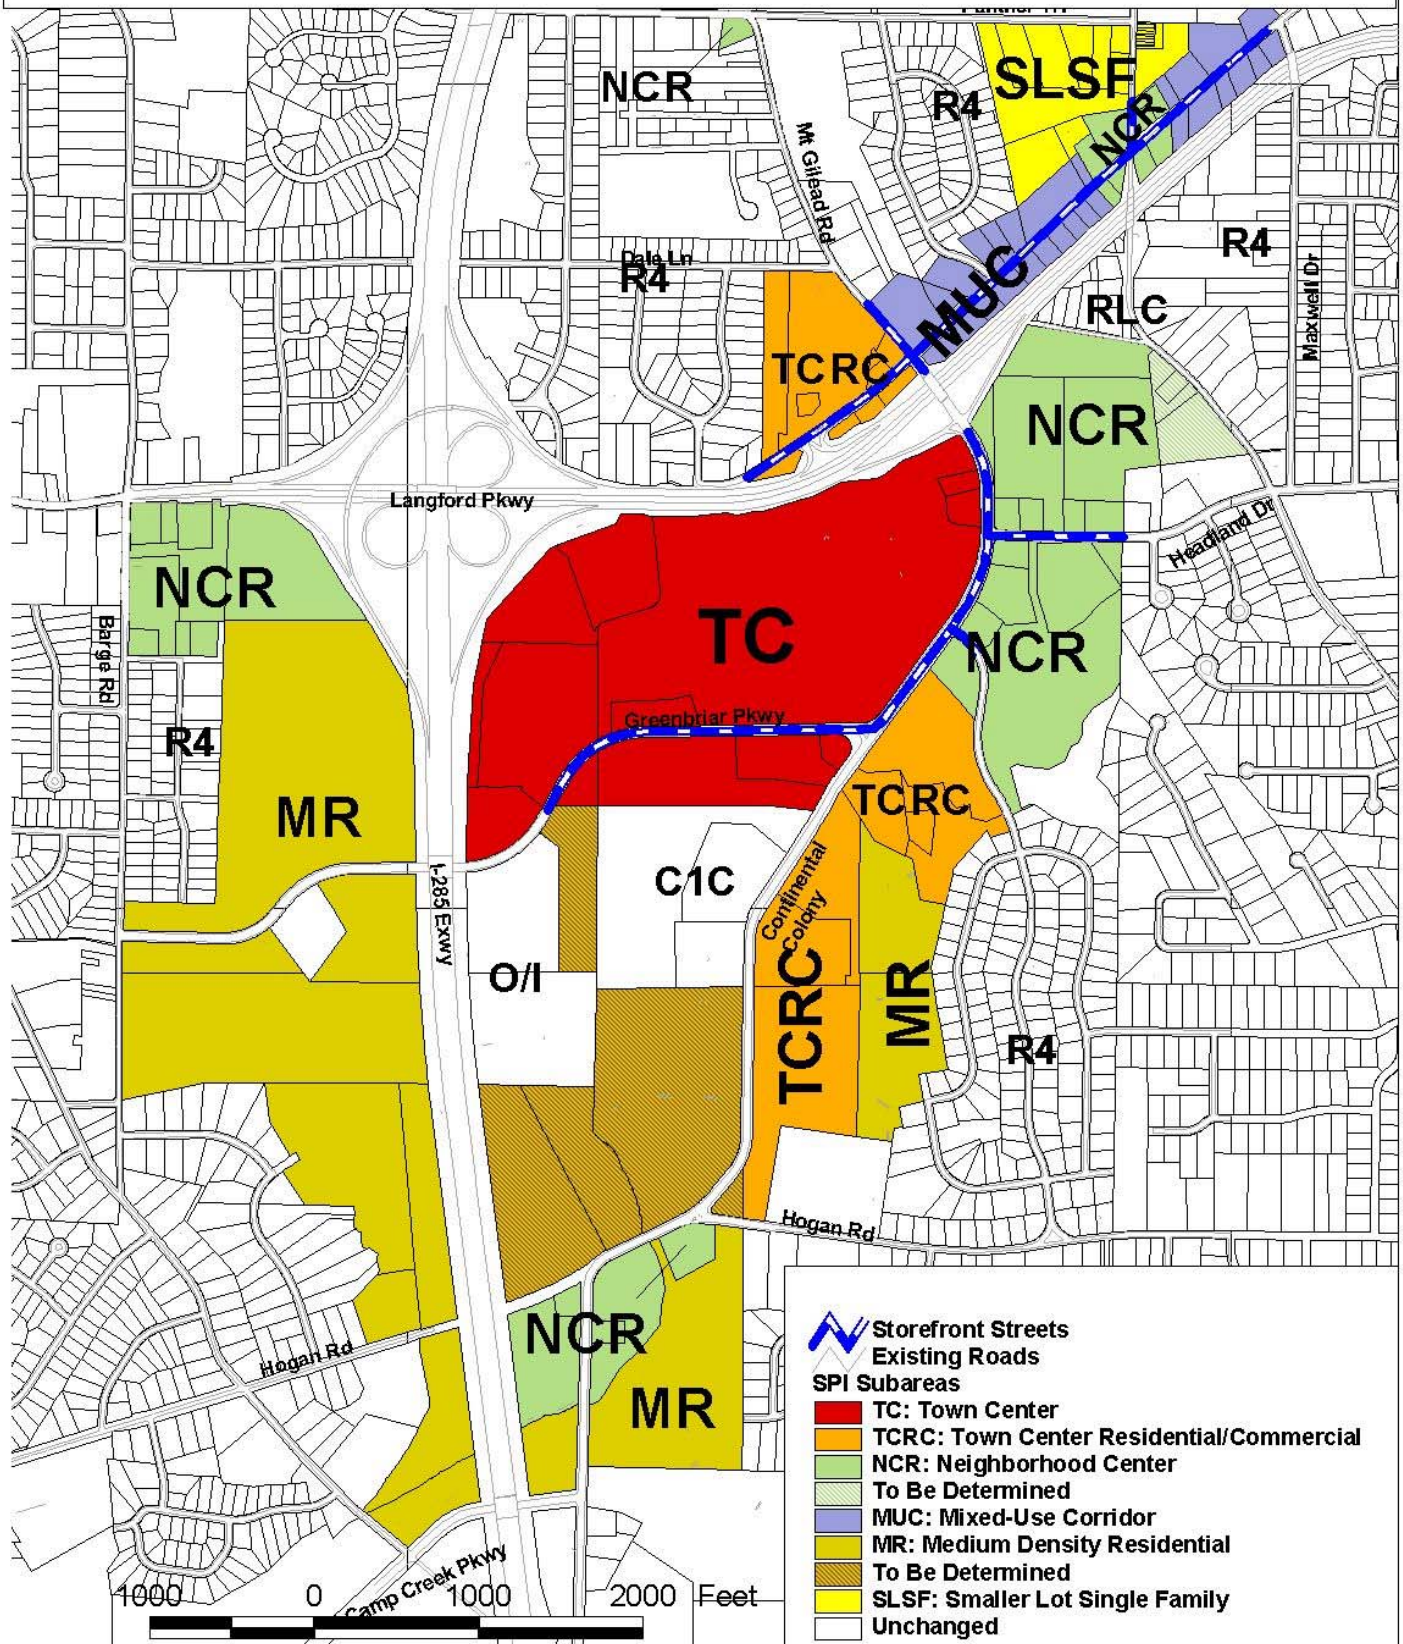 SLSF
NCR
R4
NCR
Mt Gilead Rd
R4
Dale Ln
R4
Maxwell Dr
MUC
RLC
TCRC
NCR
Langford Pkwy
Headland Dr
NCR
TC
NCR
Barge Rd
Greenbriar Pkwy
R4
MR
TCRC
C1C
Continental
Colony
I-285 Exwy
O/I
TCRC
MR
R4
Hogan Rd
NCR
Hogan Rd
MR
Camp Creek Pkwy
1000 0 1000 2000 Feet
Storefront Streets
Existing Roads
SPI Subareas
TC: Town Center
TCRC: Town Center Residential/Commercial
NCR: Neighborhood Center
To Be Determined
MUC: Mixed-Use Corridor
MR: Medium Density Residential
To Be Determined
SLSF: Smaller Lot Single Family
Unchanged